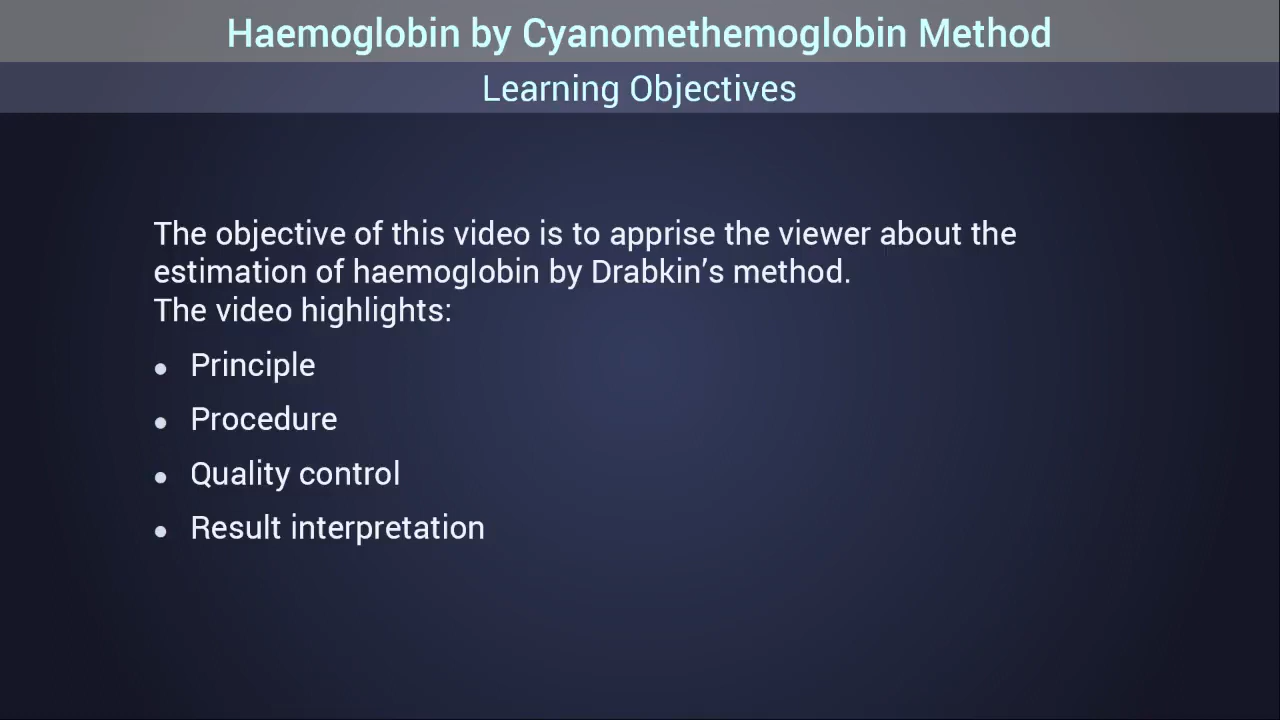 Haemoglobin by Cyanomethemoglobin Method
Learning Objectives
The objective of this video is to apprise the viewer about the
estimation of haemoglobin by Drabkin’s method.
The video highlights:
● Principle
● Procedure
● Quality control
● Result interpretation